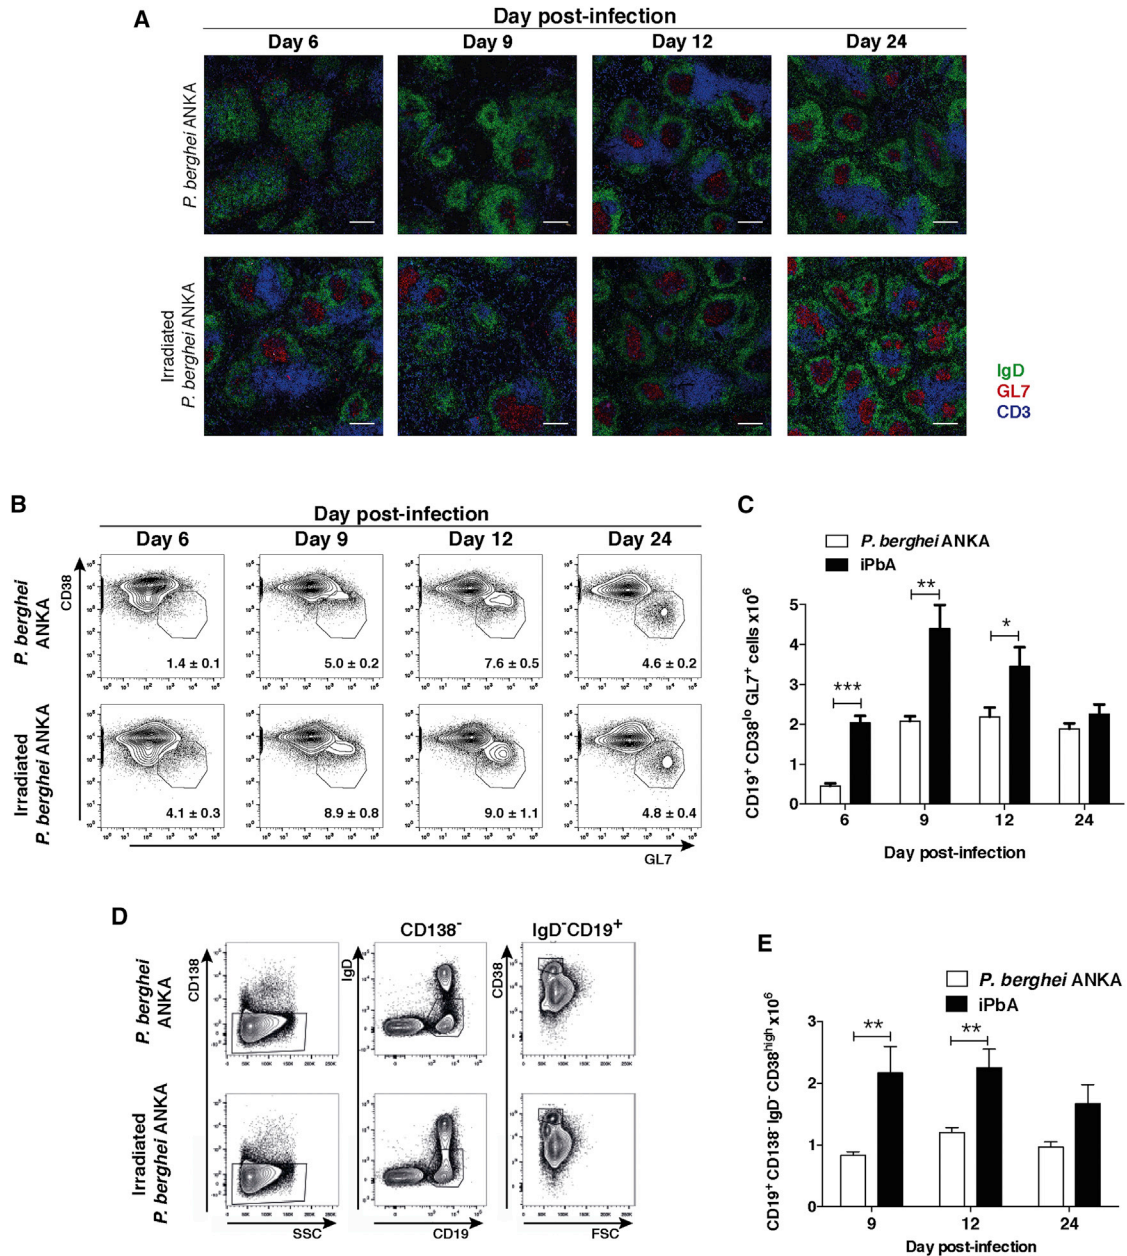 A
Day post-infection
Day 6
Day 9
Day 12
Day 24
P. berghei ANKA
Irradiated
P. berghei ANKA
IgD
GL7
CD3
B
Day post-infection
Day 6
Day 9
Day 12
Day 24
CD38
P. berghei
ANKA
1.4 ± 0.1
5.0 ± 0.2
7.6 ± 0.5
4.6 ± 0.2
Irradiated
P. berghei ANKA
4.1 ± 0.3
8.9 ± 0.8
9.0 ± 1.1
4.8 ± 0.4
GL7
C
P. berghei ANKA
iPbA
CD19+ CD38lo GL7+ cells x106
5
4
3
2
1
0
***
**
*
6
9
12
24
Day post-infection
D
CD138-
IgD-CD19+
CD138
IgD
CD38
P. berghei
ANKA
Irradiated
P. berghei ANKA
SSC
CD19
FSC
E
P. berghei ANKA
iPbA
CD19+ CD138- IgD- CD38high x106
3
2
1
0
**
**
9
12
24
Day post-infection